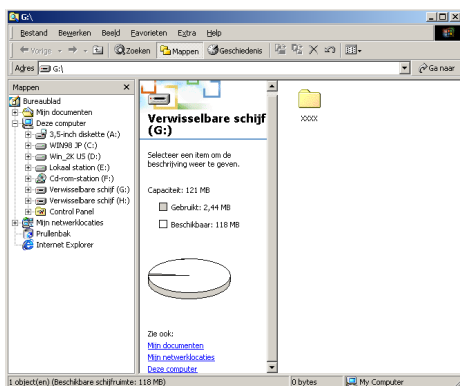 G:\
Bestand Bewerken Beeld Favorieten Extra Help
Vorige Zoeken Mappen Geschiedenis
Adres G:\ Ga naar
Mappen
Bureaublad
Mijn documenten
Deze computer
3,5-inch diskette (A:)
WIN98 JP (C:)
Win_2K US (D:)
Lokaal station (E:)
Cd-rom-station (F:)
Verwisselbare schijf (G:)
Verwisselbare schijf (H:)
Control Panel
Mijn netwerklocaties
Prullenbak
Internet Explorer
Verwisselbare schijf
(G:)
Selecteer een item om de
beschrijving weer te geven.
Capaciteit: 121 MB
Gebruikt: 2,44 MB
Beschikbaar: 118 MB
Zie ook:
Mijn documenten
Mijn netwerklocaties
Deze computer
xxxx
1 object(en) (Beschikbare schijfruimte: 118 MB) 0 bytes My Computer